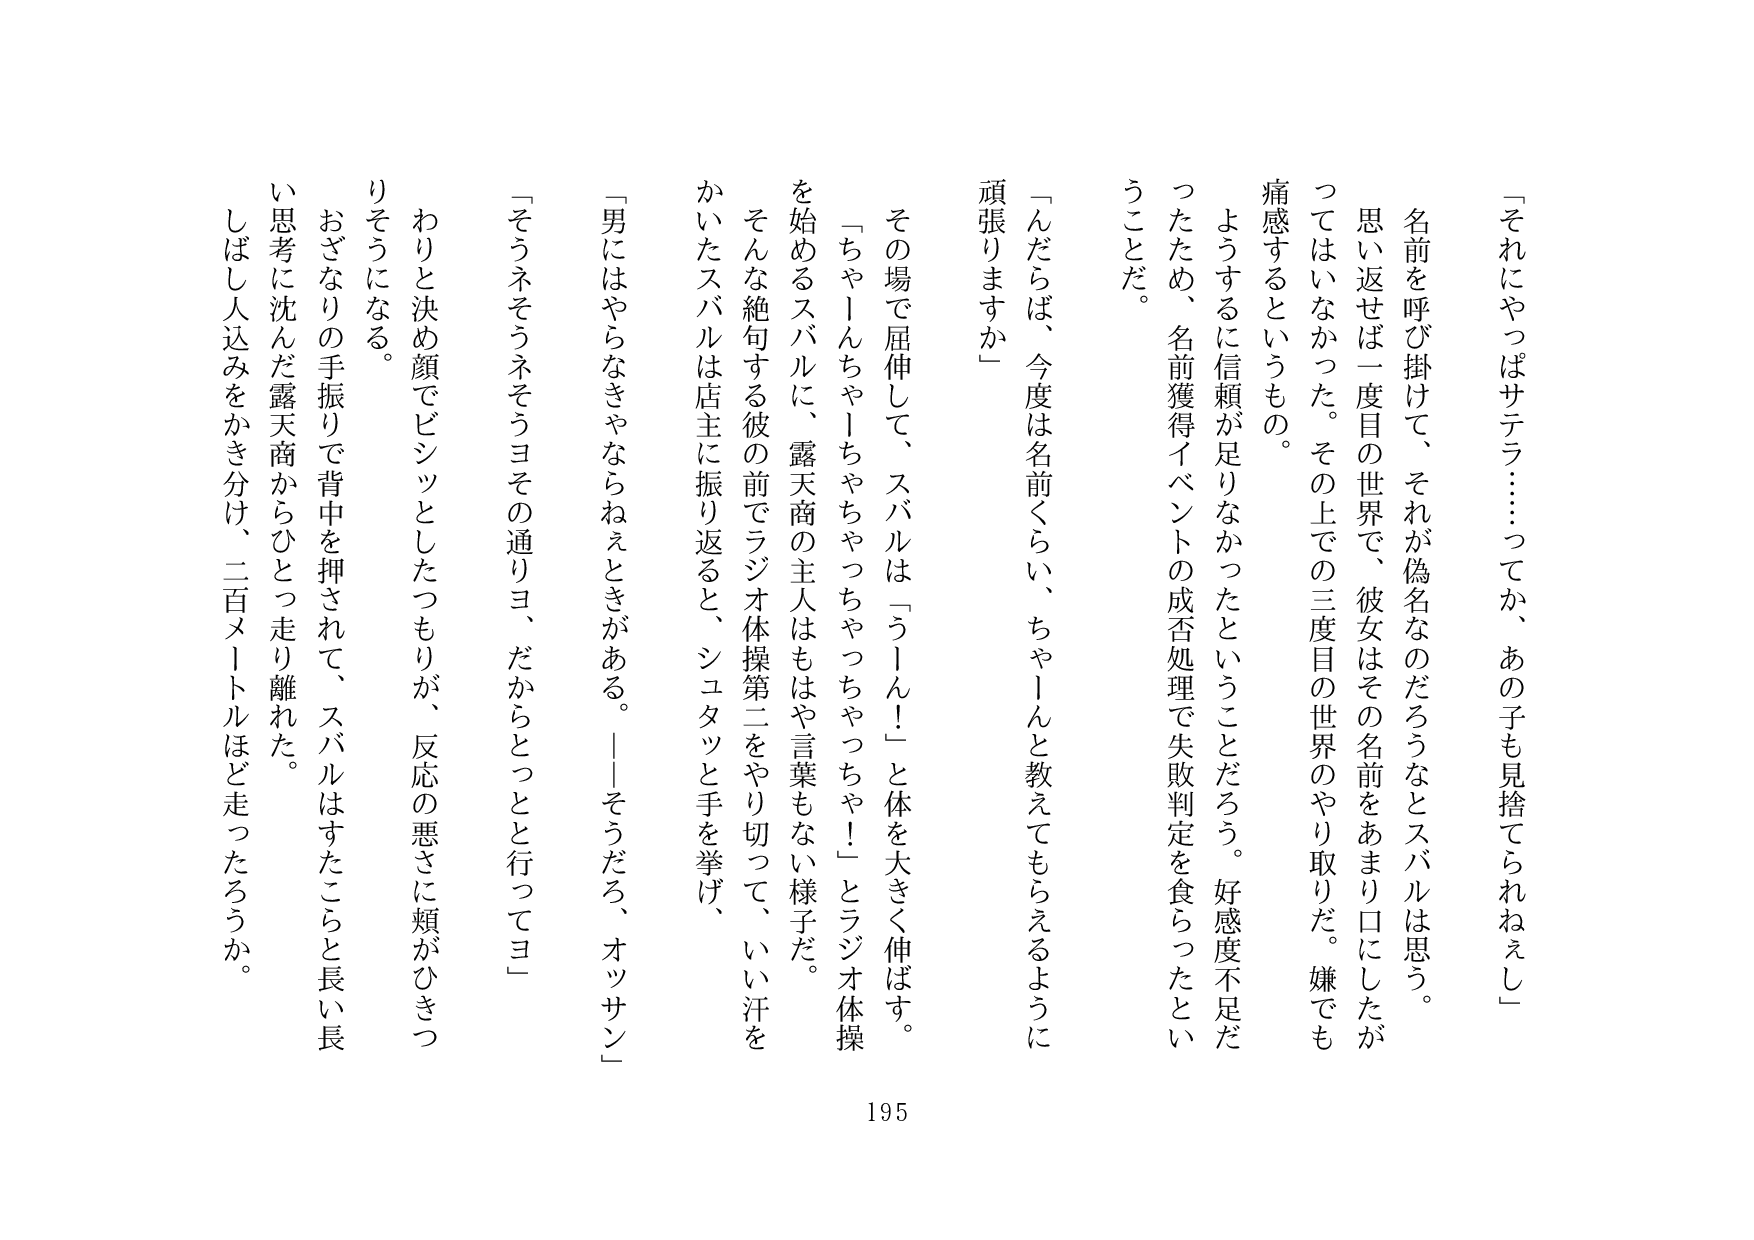 「それにやっぱサテラ……ってか、あの子も見捨てられねぇし」
名前を呼び掛けて、それが偽名なのだろうなとスバルは思う。
思い返せば一度目の世界で、彼女はその名前をあまり口にしたが
ってはいなかった。その上での三度目の世界のやり取りだ。嫌でも
痛感するというもの。
ようするに信頼が足りなかったということだろう。好感度不足だ
ったため、名前獲得イベントの成否処理で失敗判定を食らったとい
うことだ。
「んだらば、今度は名前くらい、ちゃーんと教えてもらえるように
頑張りますか」
その場で屈伸して、スバルは「うーん！」と体を大きく伸ばす。
「ちゃーんちゃーちゃちゃっちゃっちゃっちゃ！」とラジオ体操
を始めるスバルに、露天商の主人はもはや言葉もない様子だ。
そんな絶句する彼の前でラジオ体操第二をやり切って、いい汗を
かいたスバルは店主に振り返ると、シュタッと手を挙げ、
「男にはやらなきゃならねぇときがある。――そうだろ、オッサン」
「そうネそうネそうヨその通りヨ、だからとっとと行ってヨ」
わりと決め顔でビシッとしたつもりが、反応の悪さに頬がひきつ
りそうになる。
おざなりの手振りで背中を押されて、スバルはすたこらと長い長
い思考に沈んだ露天商からひとっ走り離れた。
しばし人込みをかき分け、二百メートルほど走ったろうか。
195